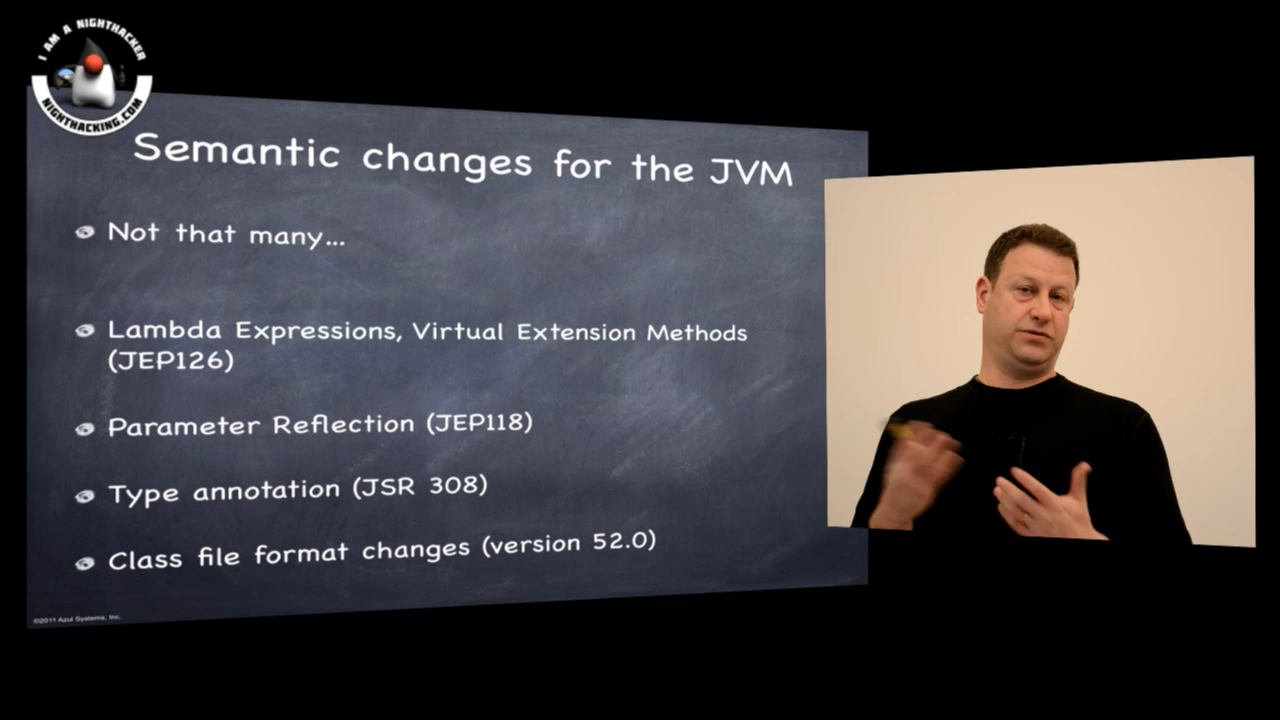 I AM A NIGHTHACKER
NIGHTHACKING.COM
Semantic changes for the JVM
Not that many...
Lambda Expressions, Virtual Extension Methods
(JEP126)
Parameter Reflection (JEP118)
Type annotation (JSR 308)
Class file format changes (version 52.0)
©2011 Azul Systems, Inc.